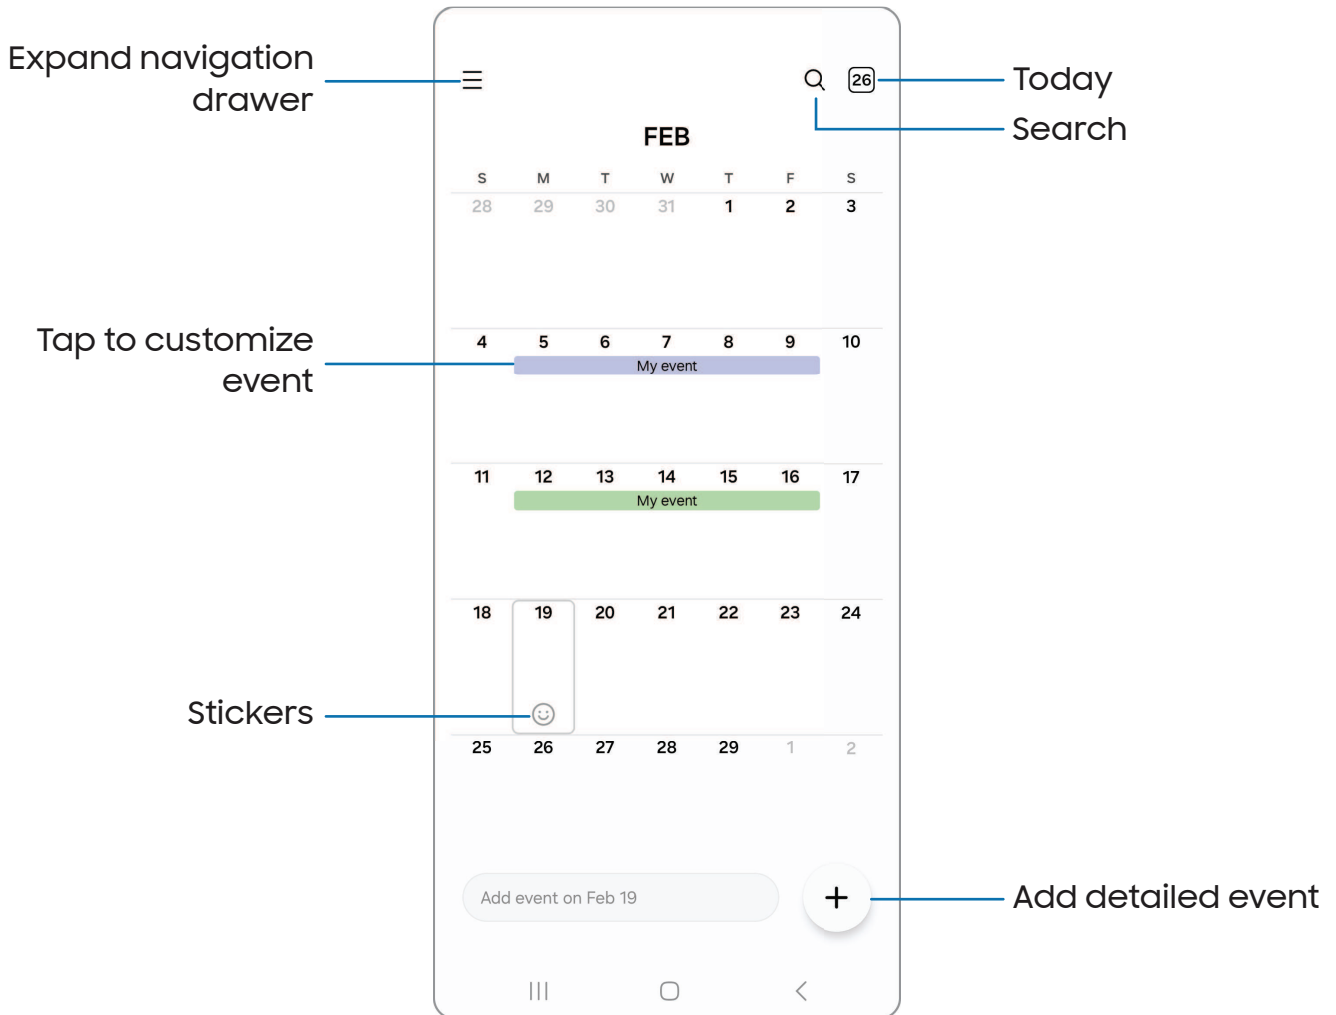 Expand navigation
drawer
26
Today
Search
FEB
S M T W T F S
28 29 30 31 1 2 3
Tap to customize
event
4 5 6 7 8 9 10
My event
11 12 13 14 15 16 17
My event
18 19 20 21 22 23 24
Stickers
25 26 27 28 29 1 2
Add event on Feb 19
Add detailed event